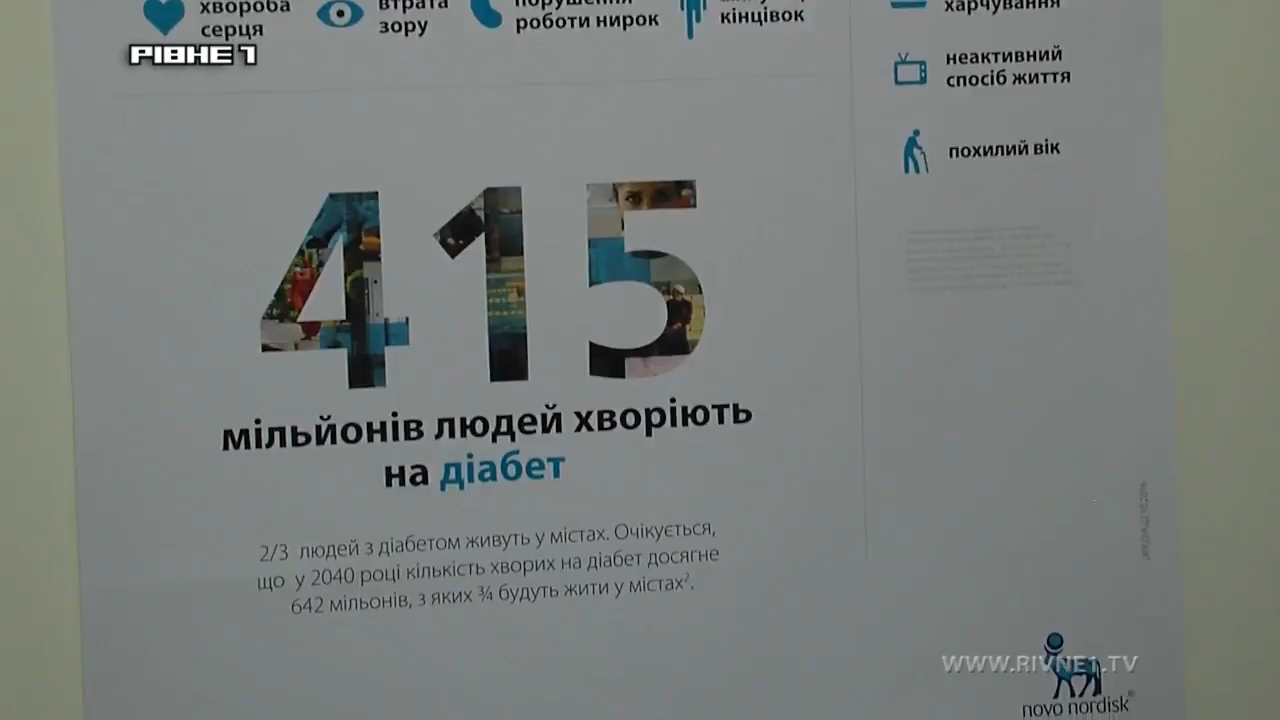 хвороба
серця
втрата
зору
порушення
роботи нирок
кінцівок
харчування
РІВНЕ 1
неактивний
спосіб життя
похилий вік
415
мільйонів людей хворіють
на діабет
2/3 людей з діабетом живуть у містах. Очікується,
що у 2040 році кількість хворих на діабет досягне
642 мільонів, з яких ¾ будуть жити у містах².
WWW.RIVNE1.TV
novo nordisk®